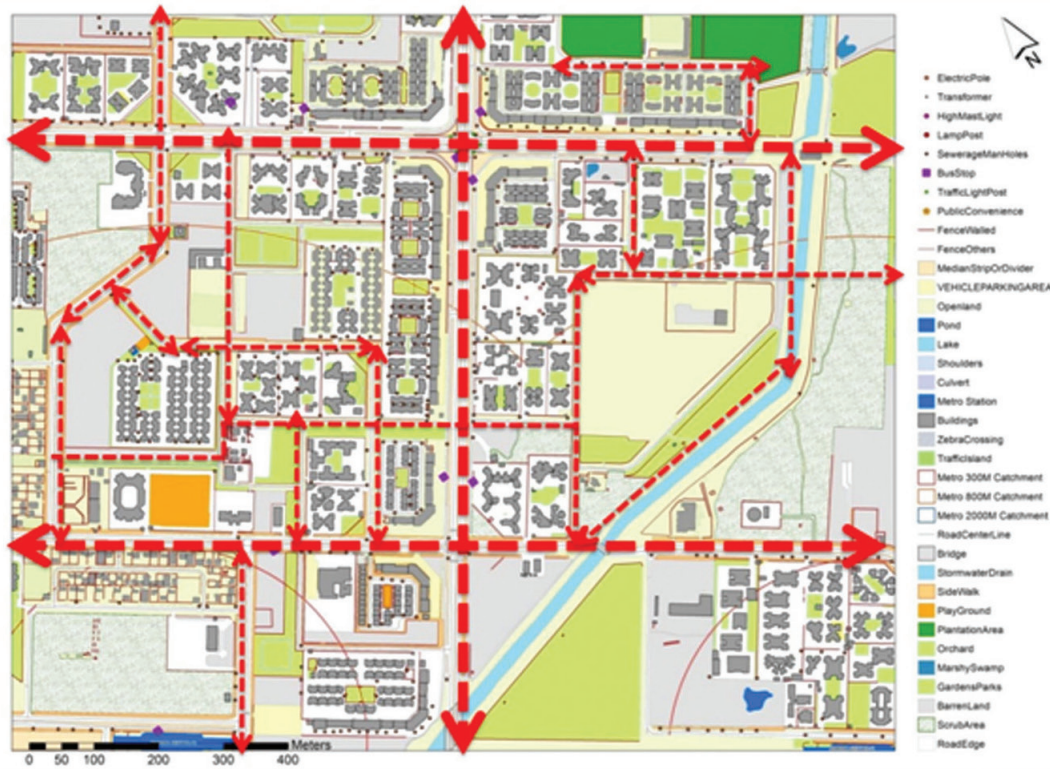 N
ElectricPole
Transformer
HighMastLight
LampPost
SewerageManHoles
BusStop
TrafficLightPost
PublicConvenience
FenceWalled
FenceOthers
MedianStripOrDivider
VEHICLEPARKINGAREA
Openland
Pond
Lake
Shoulders
Culvert
Metro Station
Buildings
ZebraCrossing
TrafficIsland
Metro 300M Catchment
Metro 800M Catchment
Metro 2000M Catchment
RoadCenterLine
Bridge
StormwaterDrain
SideWalk
PlayGround
PlantationArea
Orchard
MarshySwamp
GardensParks
BarrenLand
ScrubArea
RoadEdge
Meters
0 50 100 200 300 400